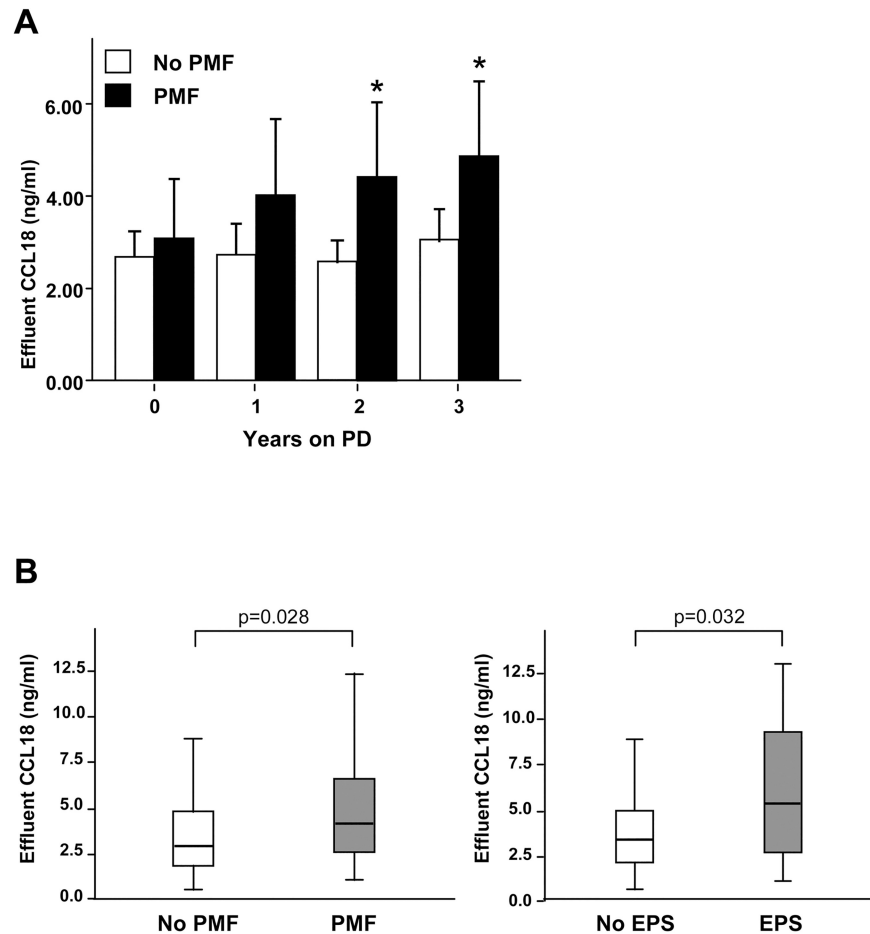 A
No PMF
PMF
*
*
6.00
4.00
2.00
0.00
Effluent CCL18 (ng/ml)
0 1 2 3
Years on PD
B
p=0.028
12.5
10.0
7.5
5.0
2.5
0.0
Effluent CCL18 (ng/ml)
No PMF PMF
p=0.032
12.5
10.0
7.5
5.0
2.5
0.0
Effluent CCL18 (ng/ml)
No EPS EPS